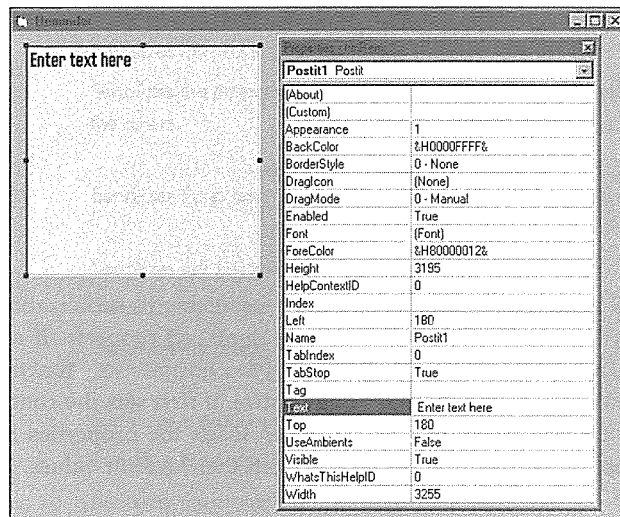 Reminder
Enter text here
Postit1 Postit
(About)
(Custom)
Appearance 1
BackColor &H0000FFFF&
BorderStyle 0 - None
DragIcon (None)
DragMode 0 - Manual
Enabled True
Font (Font)
ForeColor &H80000012&
Height 3195
HelpContextID 0
Index
Left 180
Name Postit1
TabIndex 0
TabStop True
Tag
Text Enter text here
Top 180
UseAmbients False
Visible True
WhatsThisHelpID 0
Width 3255